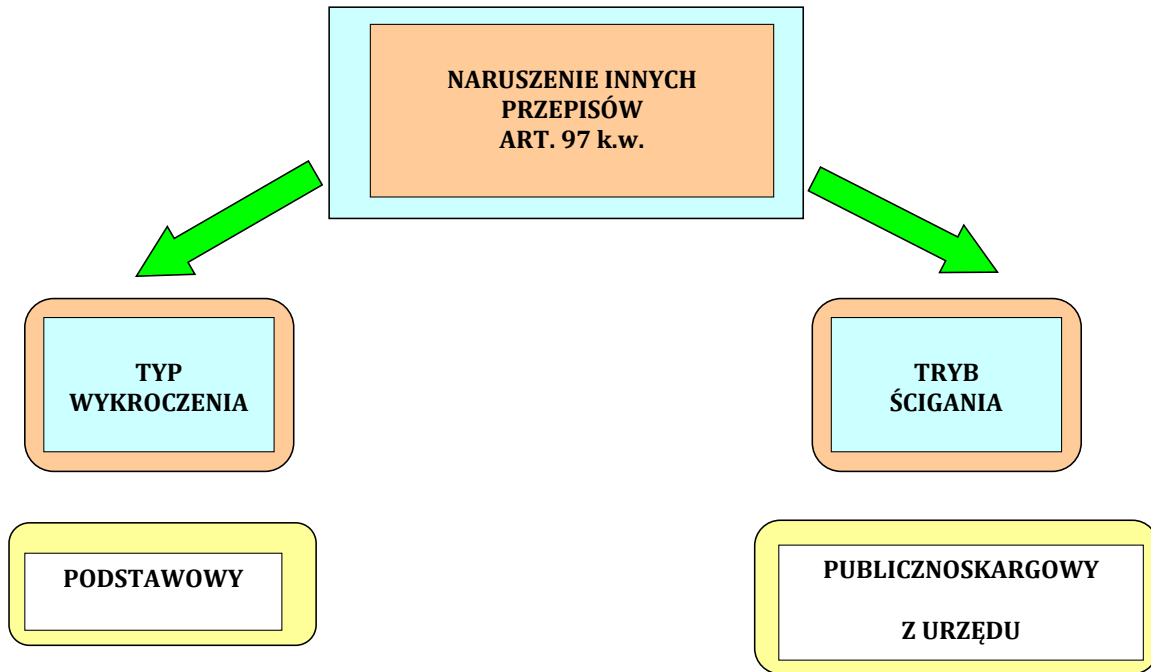 NARUSZENIE INNYCH
PRZEPISÓW
ART. 97 k.w.
TYP
WYKROCZENIA
TRYB
ŚCIGANIA
PODSTAWOWY
PUBLICZNOSKARGOWY
Z URZĘDU